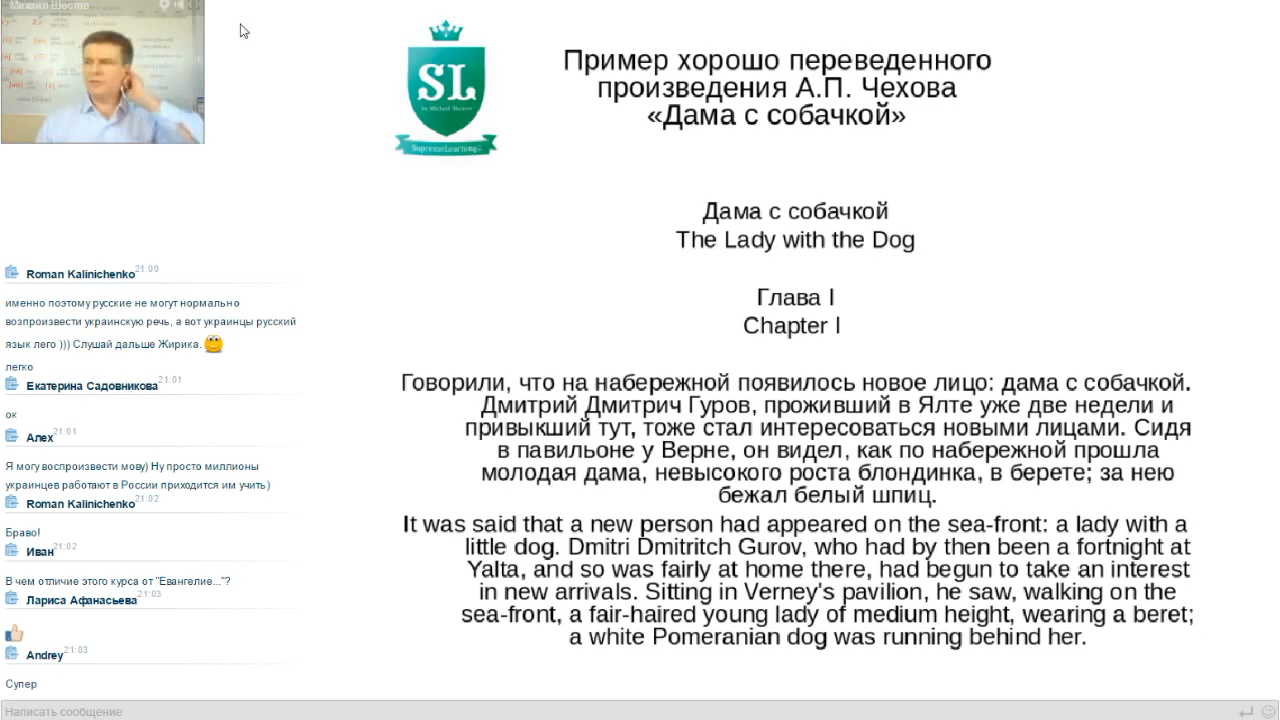 Михаил Шестов
SL
by Michael Shestov
SupremeLearning
Пример хорошо переведенного
произведения А.П. Чехова
«Дама с собачкой»
Дама с собачкой
The Lady with the Dog
Глава I
Chapter I
Говорили, что на набережной появилось новое лицо: дама с собачкой.
Дмитрий Дмитрич Гуров, проживший в Ялте уже две недели и
привыкший тут, тоже стал интересоваться новыми лицами. Сидя
в павильоне у Верне, он видел, как по набережной прошла
молодая дама, невысокого роста блондинка, в берете; за нею
бежал белый шпиц.
It was said that a new person had appeared on the sea-front: a lady with a
little dog. Dmitri Dmitritch Gurov, who had by then been a fortnight at
Yalta, and so was fairly at home there, had begun to take an interest
in new arrivals. Sitting in Verney's pavilion, he saw, walking on the
sea-front, a fair-haired young lady of medium height, wearing a beret;
a white Pomeranian dog was running behind her.
Roman Kalinichenko 21:00
именно поэтому русские не могут нормально
возпроизвести украинскую речь, а вот украинцы русский
язык лего ))) Слушай дальше Жирика.
легко
Екатерина Садовникова 21:01
ок
Алех 21:01
Я могу воспроизвести мову) Ну просто миллионы
украинцев работают в России приходится им учить)
Roman Kalinichenko 21:02
Браво!
Иван 21:02
В чем отличие этого курса от "Евангелие..."?
Лариса Афанасьева 21:03
Andrey 21:03
Супер
Написать сообщение